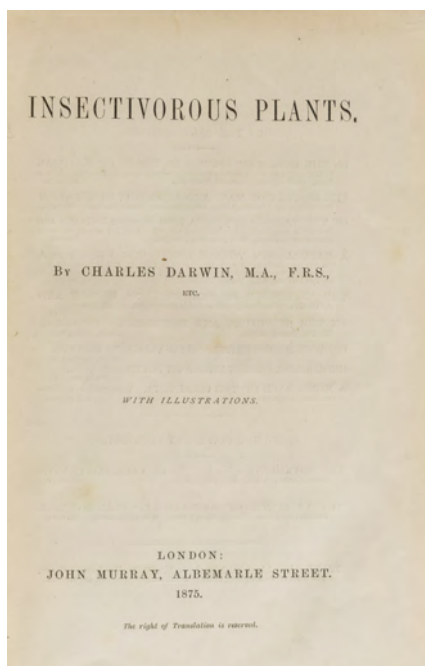 INSECTIVOROUS PLANTS.
By CHARLES DARWIN, M.A., F.R.S.,
ETC.
WITH ILLUSTRATIONS.
LONDON:
JOHN MURRAY, ALBEMARLE STREET.
1875.
The right of Translation is reserved.